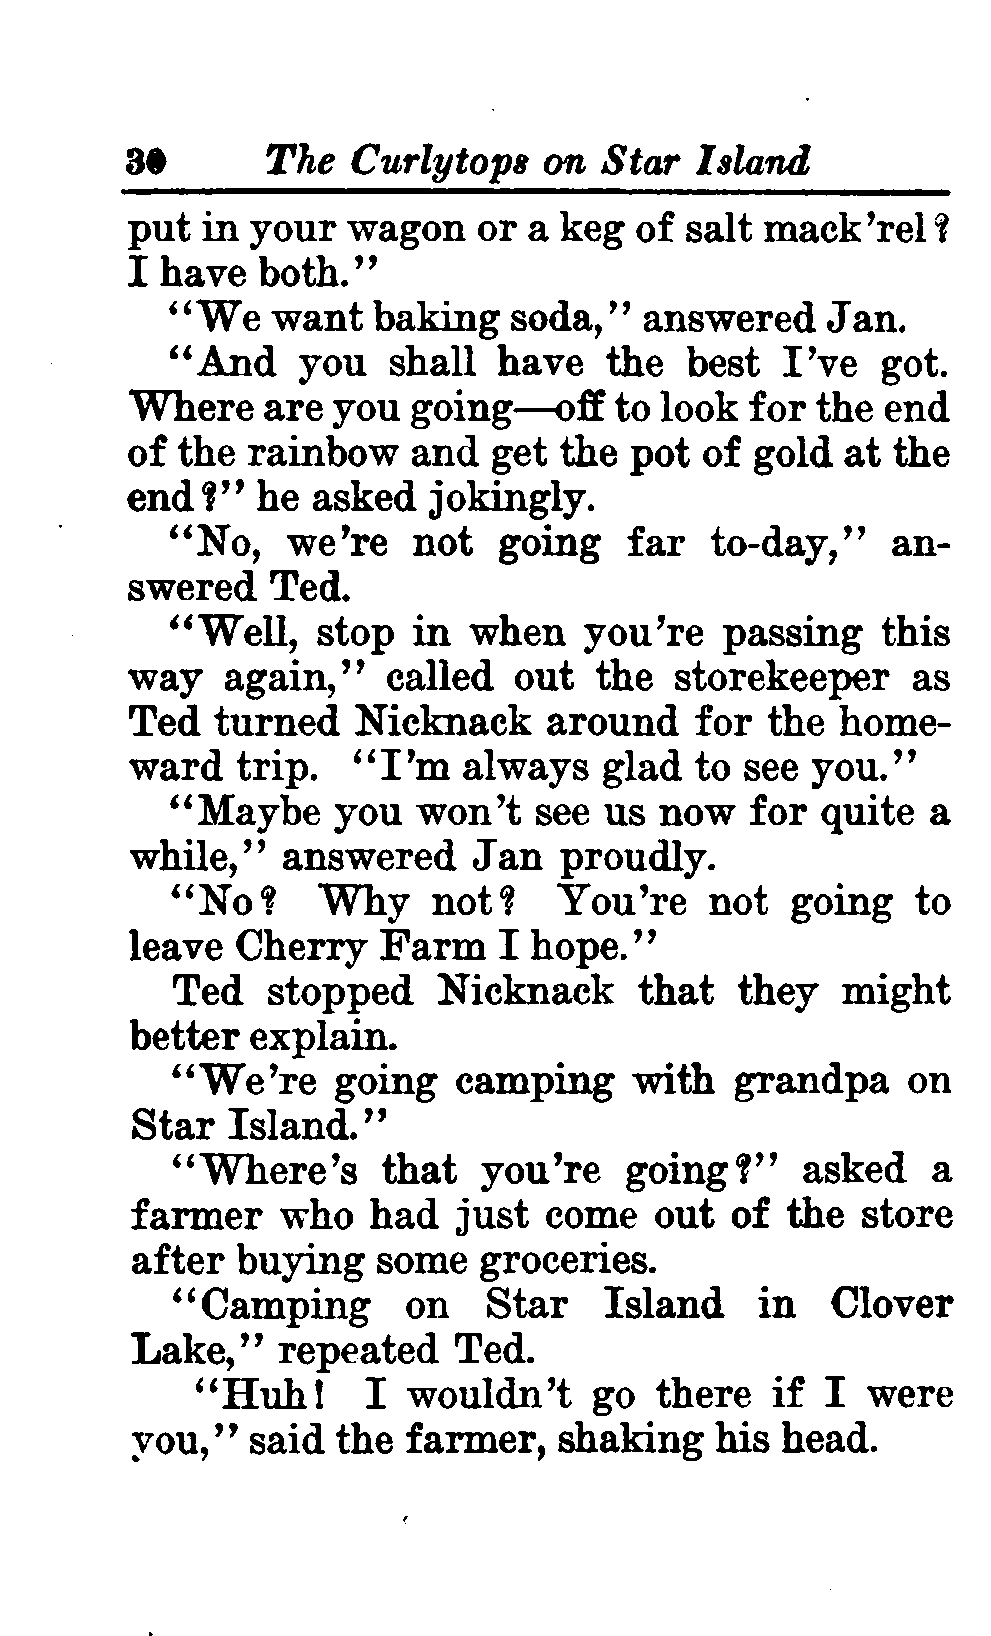 30 The Curlytops on Star Island
put in your wagon or a keg of salt mack'rel?
I have both."
"We want baking soda," answered Jan.
"And you shall have the best I've got.
Where are you going—off to look for the end
of the rainbow and get the pot of gold at the
end?" he asked jokingly.
"No, we're not going far to-day," an-
swered Ted.
"Well, stop in when you're passing this
way again," called out the storekeeper as
Ted turned Nicknack around for the home-
ward trip. "I'm always glad to see you."
"Maybe you won't see us now for quite a
while," answered Jan proudly.
"No? Why not? You're not going to
leave Cherry Farm I hope."
Ted stopped Nicknack that they might
better explain.
"We're going camping with grandpa on
Star Island."
"Where's that you're going?" asked a
farmer who had just come out of the store
after buying some groceries.
"Camping on Star Island in Clover
Lake," repeated Ted.
"Huh! I wouldn't go there if I were
you," said the farmer, shaking his head.